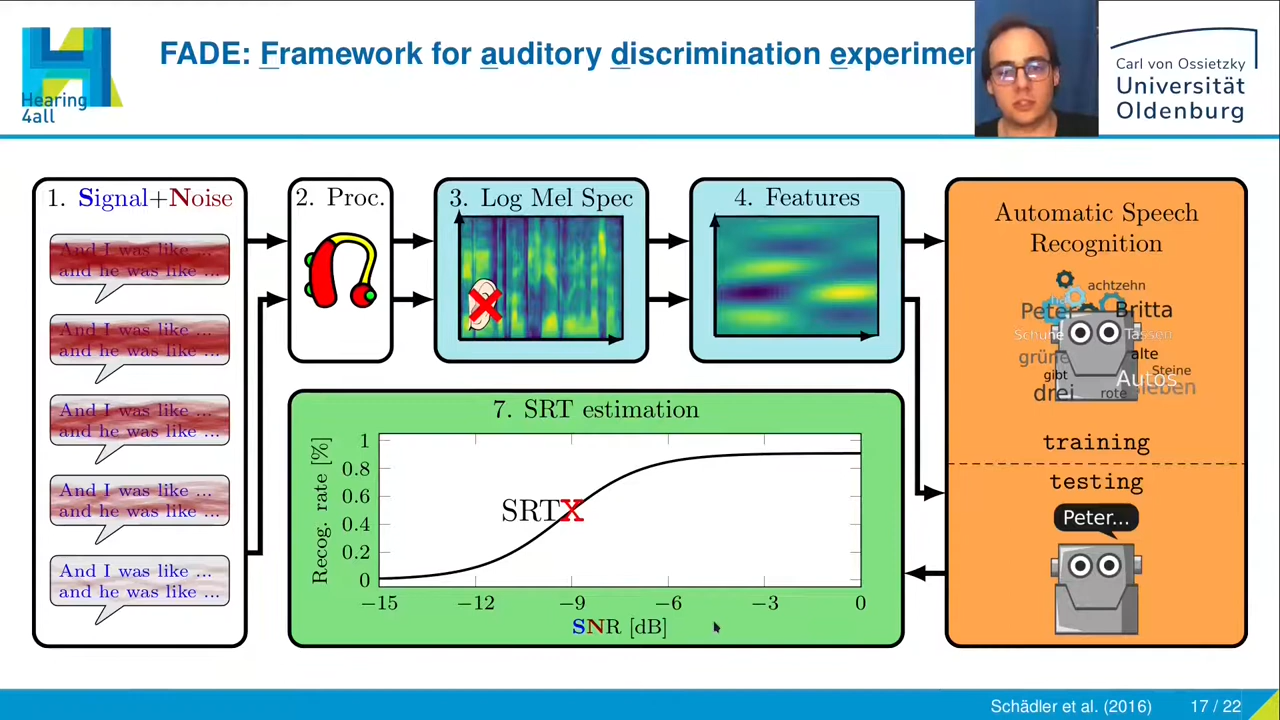 FADE: Framework for auditory discrimination experimen
Hearing
4all
Carl von Ossietzky
Universität
Oldenburg
1. Signal+Noise
And I was like ...
and he was like ...
And I was like ...
and he was like ...
And I was like ...
and he was like ...
And I was like ...
and he was like ...
And I was like ...
and he was like ...
2. Proc.
3. Log Mel Spec
4. Features
Automatic Speech
Recognition
achtzehn
Peter
Britta
Schuhe
Tassen
grüne
alte
gibt
Steine
Autos
drei
rote
sieben
training
testing
Peter...
7. SRT estimation
Recog. rate [%]
1
0.8
0.6
0.4
0.2
0
SRT
X
−15
−12
−9
−6
−3
0
SNR [dB]
Schädler et al. (2016)
17 / 22